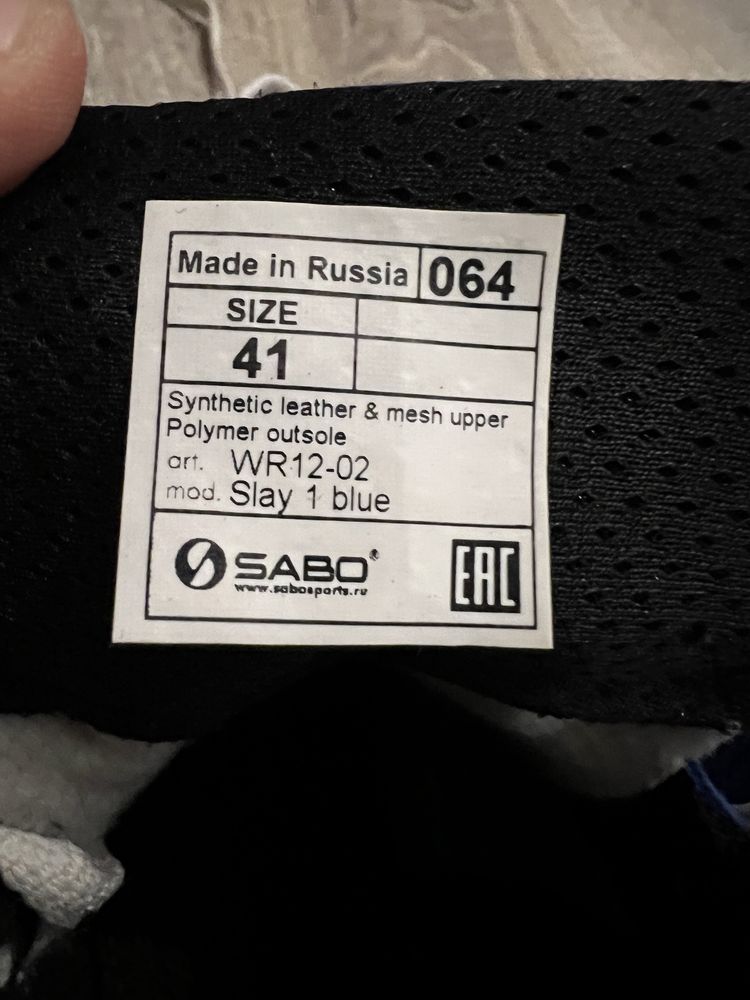 Made in Russia 064
SIZE
41
Synthetic leather & mesh upper
Polymer outsole
art. WR12-02
mod. Slay 1 blue
SABO®
www.sabosports.ru
EAC